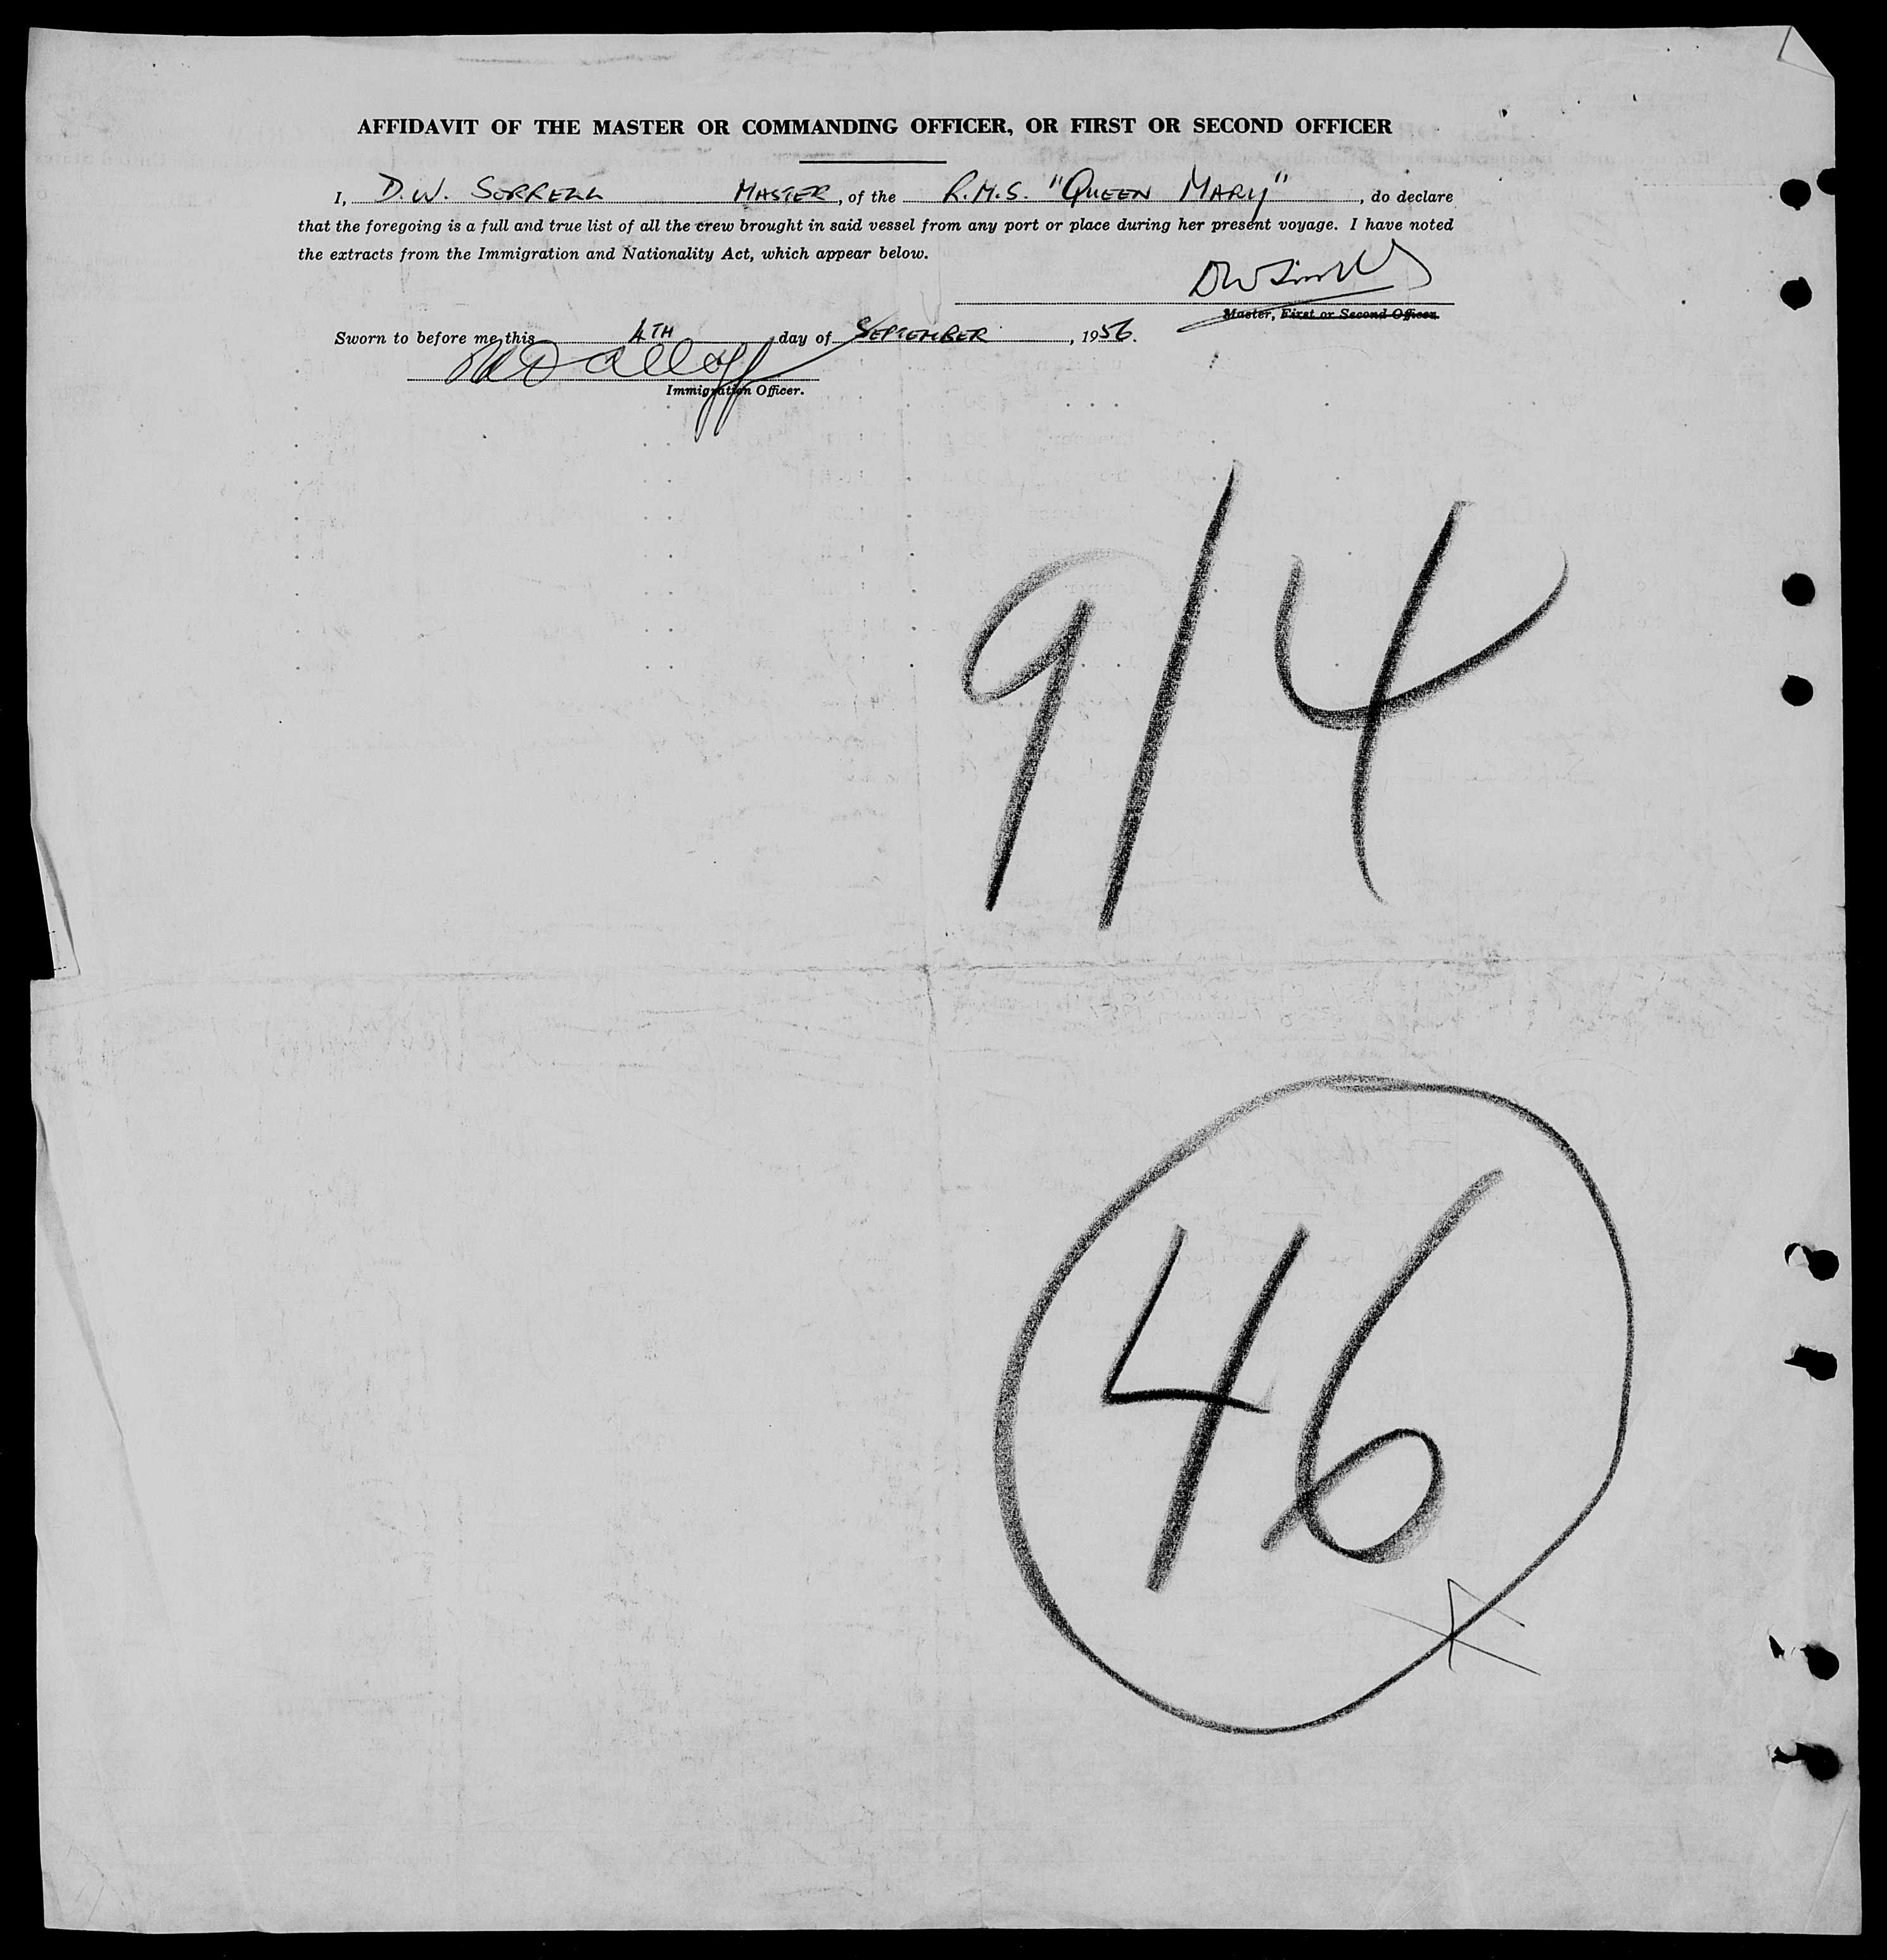 AFFIDAVIT OF THE MASTER OR COMMANDING OFFICER, OR FIRST OR SECOND OFFICER
I, D.W. SORRELL MASTER, of the R.M.S. "QUEEN MARY", do declare
that the foregoing is a full and true list of all the crew brought in said vessel from any port or place during her present voyage. I have noted
the extracts from the Immigration and Nationality Act, which appear below.
Master, First or Second Officer.
Sworn to before me this 4TH day of SEPTEMBER, 1956.
Immigration Officer.
9/4
46